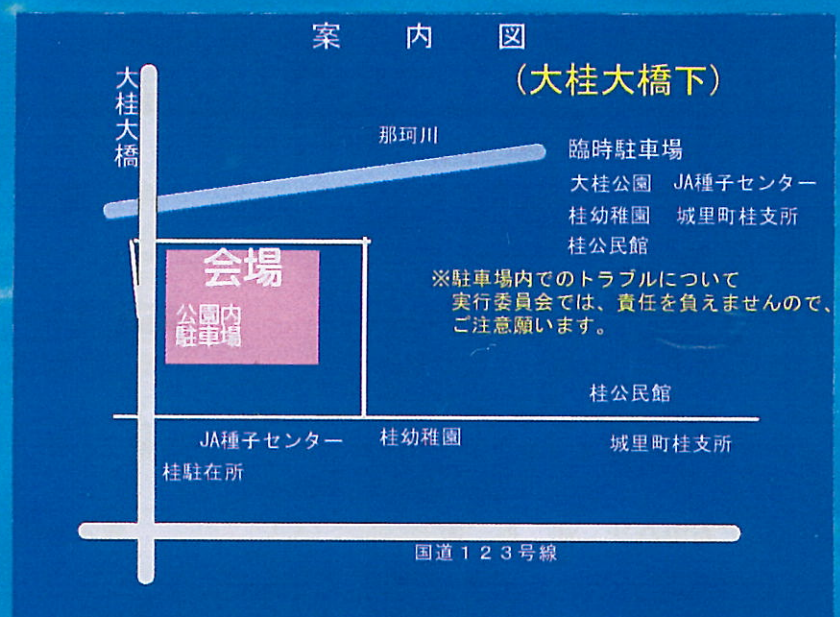 案 内 図
（大桂大橋下）
大桂大橋
那珂川
臨時駐車場
大桂公園 JA種子センター
桂幼稚園 城里町桂支所
桂公民館
会場
公園内
駐車場
※駐車場内でのトラブルについて
実行委員会では、責任を負えませんので、
ご注意願います。
桂公民館
JA種子センター
桂幼稚園
城里町桂支所
桂駐在所
国道１２３号線